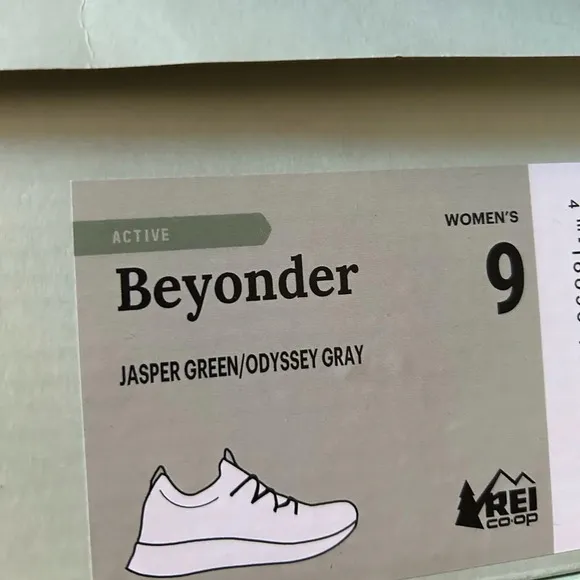 ACTIVE
WOMEN'S
Beyonder
9
JASPER GREEN/ODYSSEY GRAY
REI
CO·OP